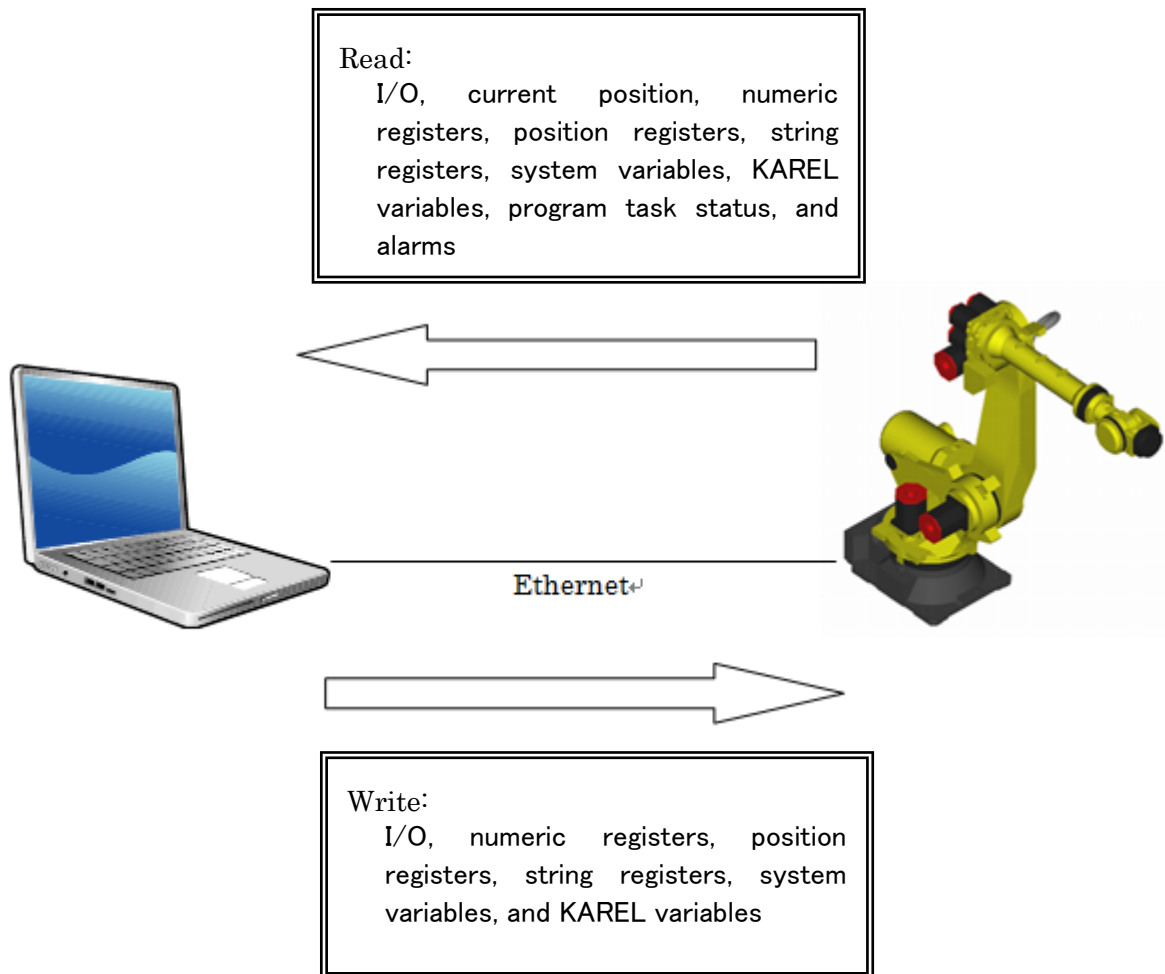 Read:
I/O, current position, numeric
registers, position registers, string
registers, system variables, KAREL
variables, program task status, and
alarms
Ethernet↵
Write:
I/O, numeric registers, position
registers, string registers, system
variables, and KAREL variables